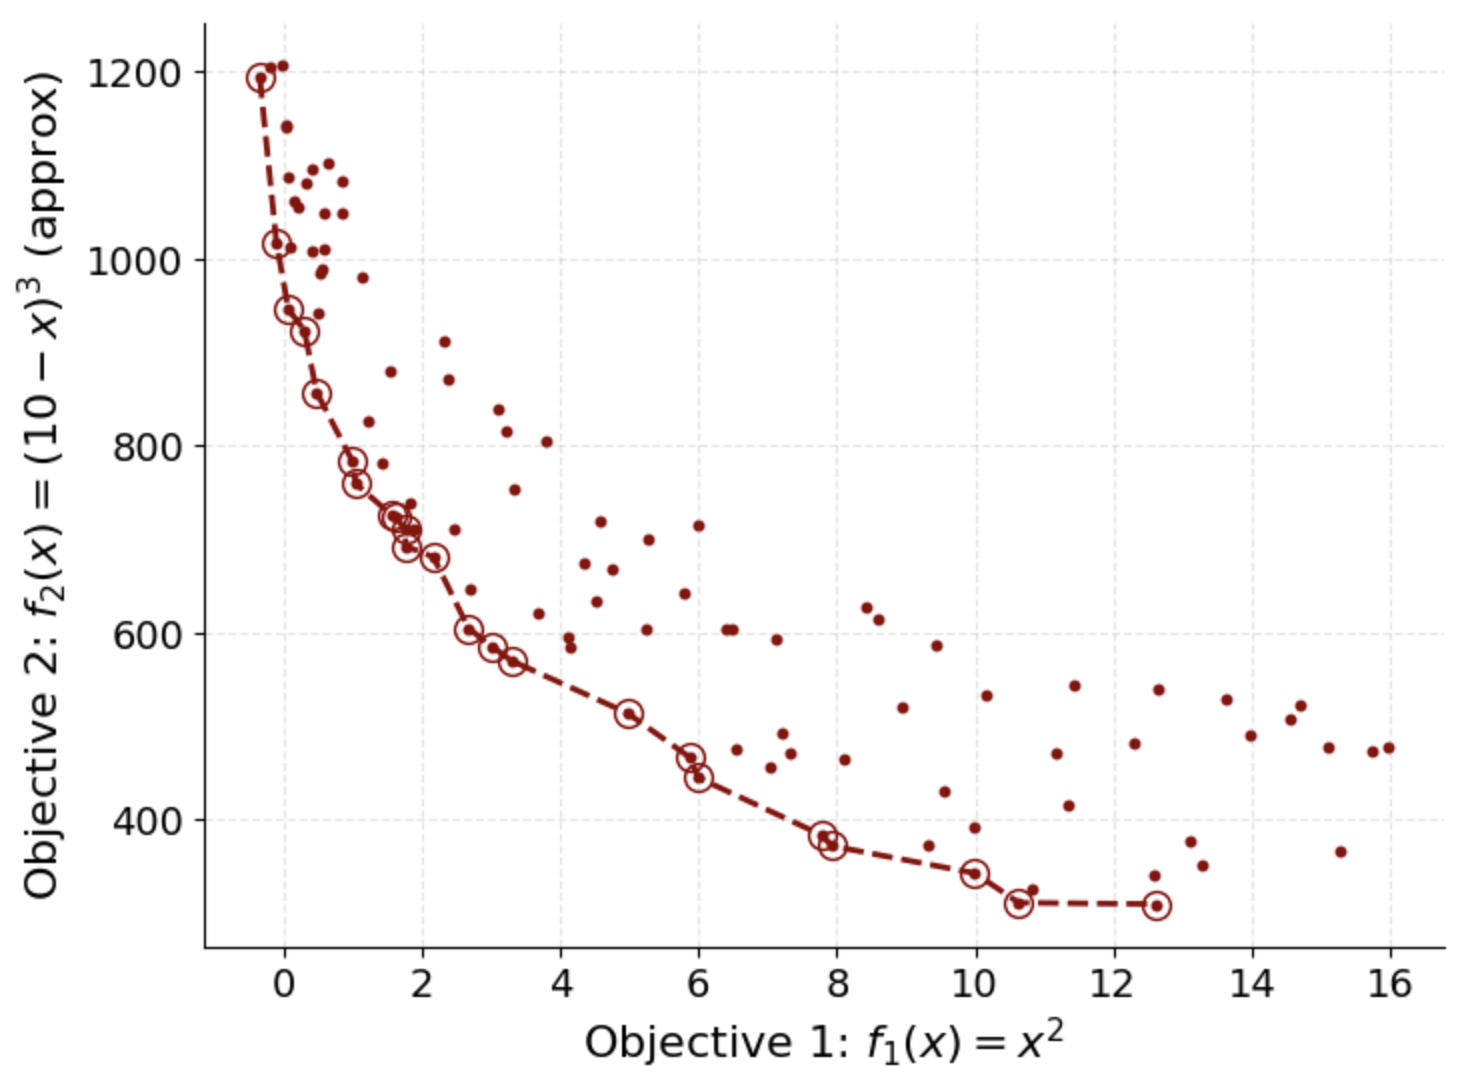 Objective 2: f₂(x) = (10 − x)³ (approx)
1200
1000
800
600
400
0 2 4 6 8 10 12 14 16
Objective 1: f₁(x) = x²